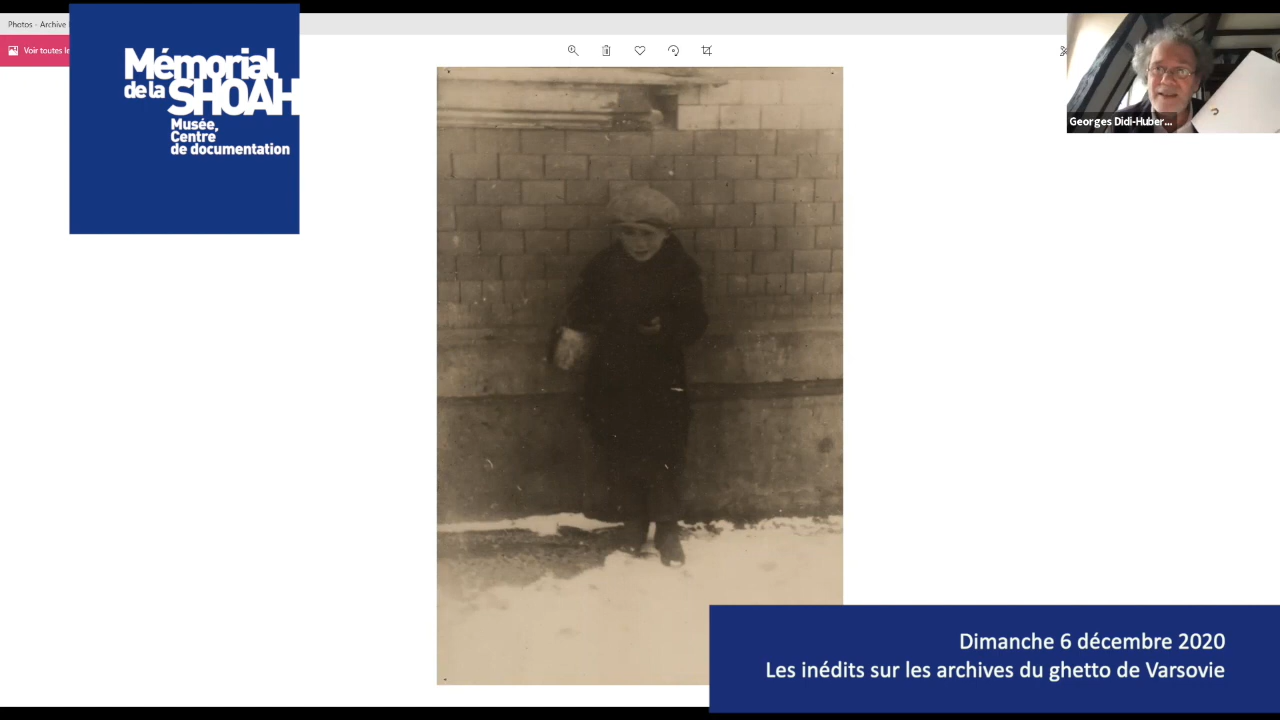 Photos - Archive
Voir toutes le
Mémorial
de la SHOAH
Musée,
Centre
de documentation
Georges Didi-Huber...
Dimanche 6 décembre 2020
Les inédits sur les archives du ghetto de Varsovie